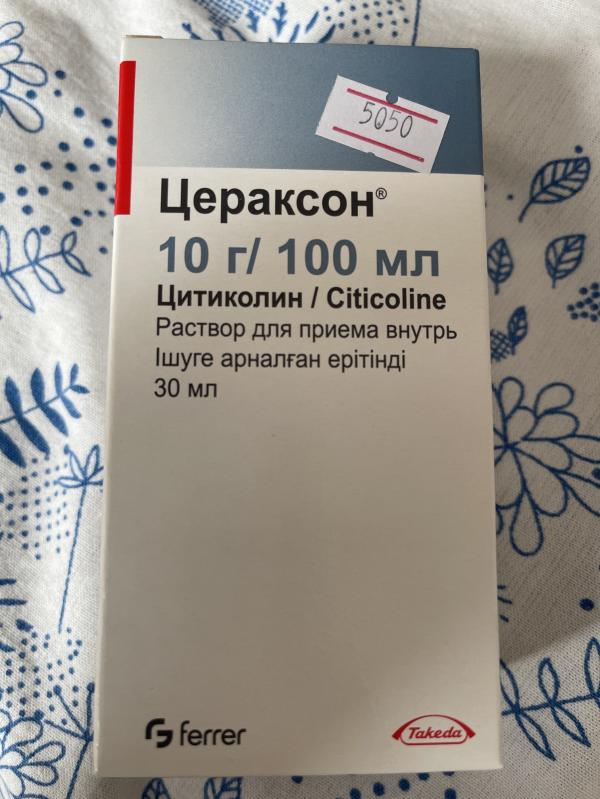 5050
Цераксон®
10 г/ 100 мл
Цитиколин / Citicoline
Раствор для приема внутрь
Ішуге арналған ерітінді
30 мл
ferrer
Takeda